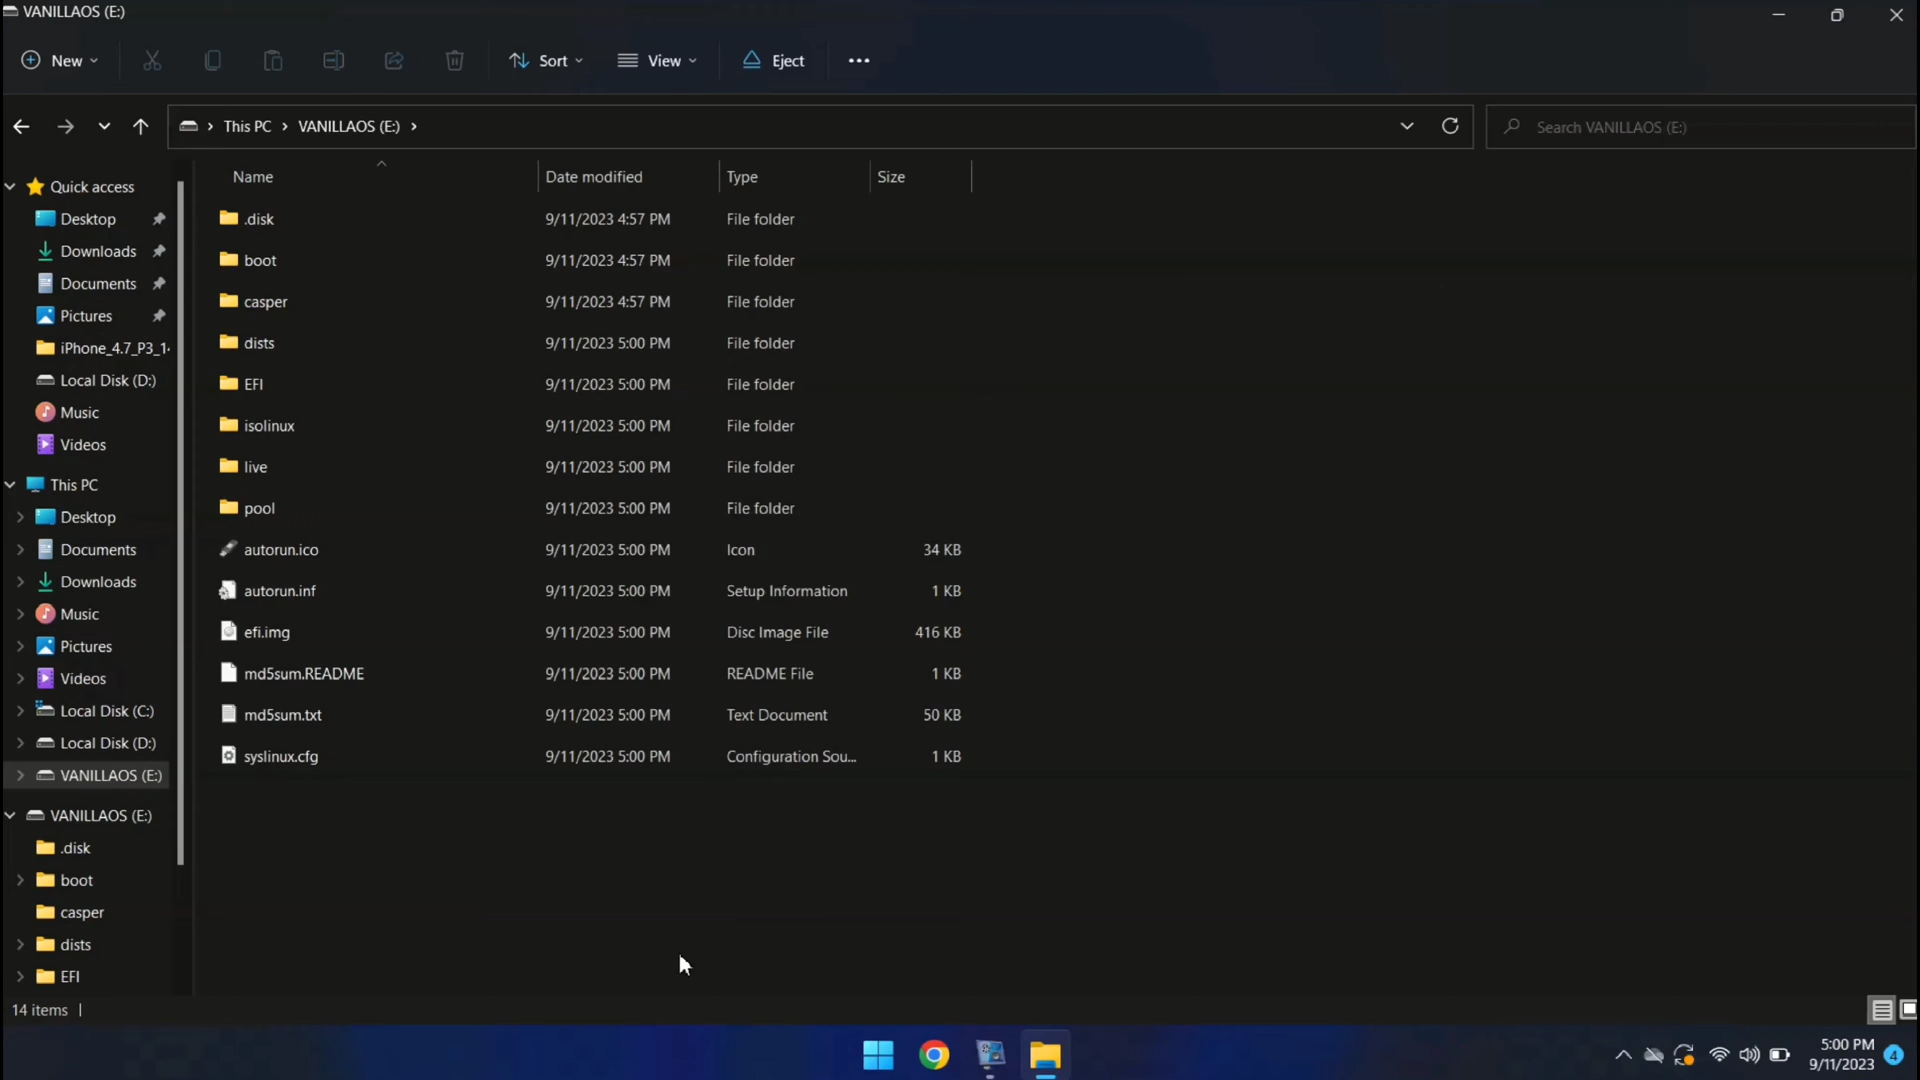 VANILLAOS (E:)
New Sort View Eject
This PC VANILLAOS (E:)
Search VANILLAOS (E:)
Name Date modified Type Size
Quick access
Desktop
Downloads
Documents
Pictures
iPhone_4.7_P3_14
Local Disk (D:)
Music
Videos
This PC
Desktop
Documents
Downloads
Music
Pictures
Videos
Local Disk (C:)
Local Disk (D:)
VANILLAOS (E:)
VANILLAOS (E:)
.disk
boot
casper
dists
EFI
.disk 9/11/2023 4:57 PM File folder
boot 9/11/2023 4:57 PM File folder
casper 9/11/2023 4:57 PM File folder
dists 9/11/2023 5:00 PM File folder
EFI 9/11/2023 5:00 PM File folder
isolinux 9/11/2023 5:00 PM File folder
live 9/11/2023 5:00 PM File folder
pool 9/11/2023 5:00 PM File folder
autorun.ico 9/11/2023 5:00 PM Icon 34 KB
autorun.inf 9/11/2023 5:00 PM Setup Information 1 KB
efi.img 9/11/2023 5:00 PM Disc Image File 416 KB
md5sum.README 9/11/2023 5:00 PM README File 1 KB
md5sum.txt 9/11/2023 5:00 PM Text Document 50 KB
syslinux.cfg 9/11/2023 5:00 PM Configuration Sou... 1 KB
14 items
5:00 PM
9/11/2023
4